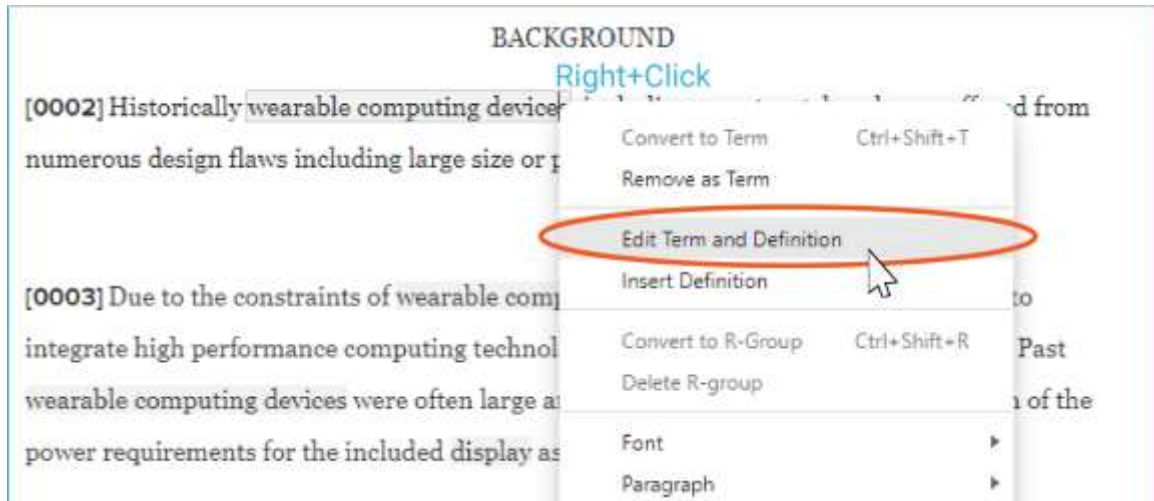 BACKGROUND
Right+Click
[0002] Historically wearable computing device from
numerous design flaws including large size or
Convert to Term Ctrl+Shift+T
Remove as Term
Edit Term and Definition
Insert Definition
[0003] Due to the constraints of wearable to
integrate high performance computing Past
Convert to R-Group Ctrl+Shift+R
Delete R-group
wearable computing devices were often large of the
power requirements for the included display as
Font
Paragraph